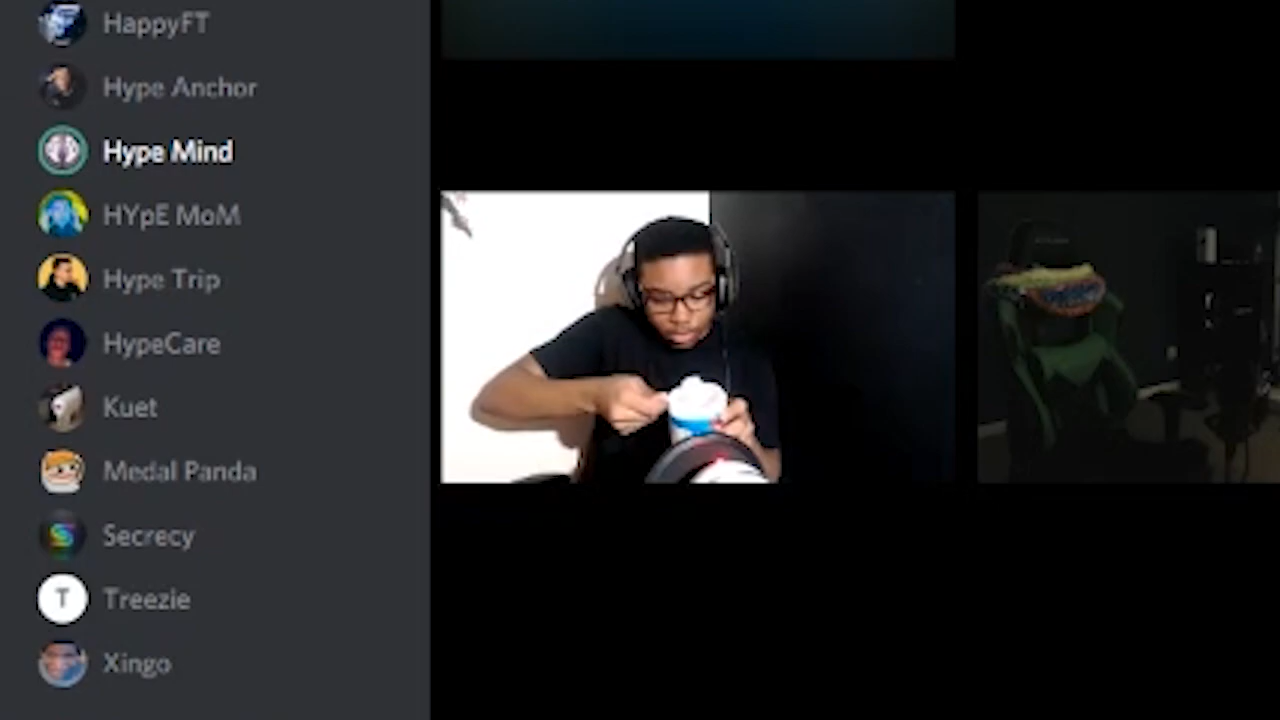 HappyFT
Hype Anchor
Hype Mind
HYpE MoM
Hype Trip
HypeCare
Kuet
Medal Panda
Secrecy
T Treezie
Xingo